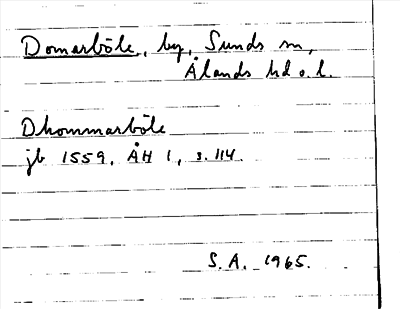 Domarböle, by, Sunds sn,
Ålands hd o. l.
Dhommarböle
jb 1559. ÅH 1, s. 114.
S. A. 1965.